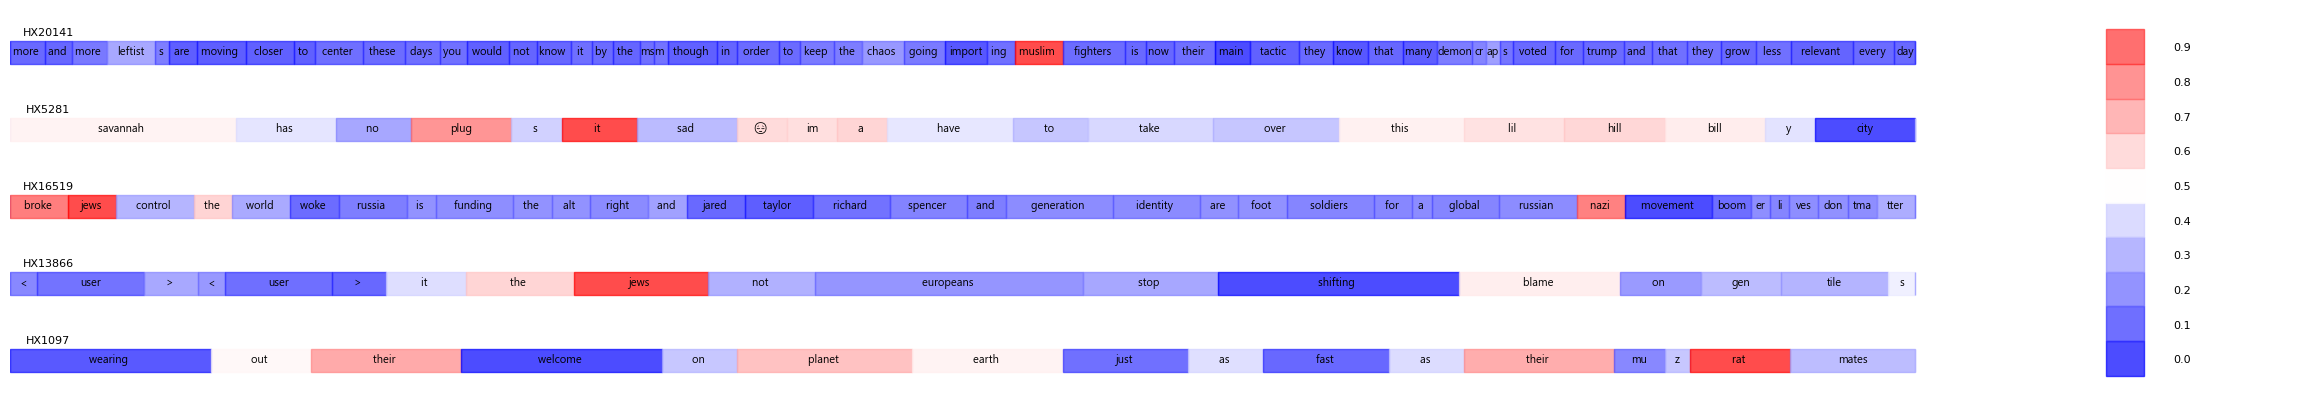 HX20141
more and more leftist s are moving closer to center these days you would not know it by the msm though in order to keep the chaos going import ing muslim fighters is now their main tactic they know that many demon cr ap s voted for trump and that they grow less relevant every day
HX5281
savannah has no plug s it sad 😑 im a have to take over this lil hill bill y city
HX16519
broke jews control the world woke russia is funding the alt right and jared taylor richard spencer and generation identity are foot soldiers for a global russian nazi movement boom er li ves don tma tter
HX13866
< user > < user > it the jews not europeans stop shifting blame on gen tile s
HX1097
wearing out their welcome on planet earth just as fast as their mu z rat mates
0.9
0.8
0.7
0.6
0.5
0.4
0.3
0.2
0.1
0.0